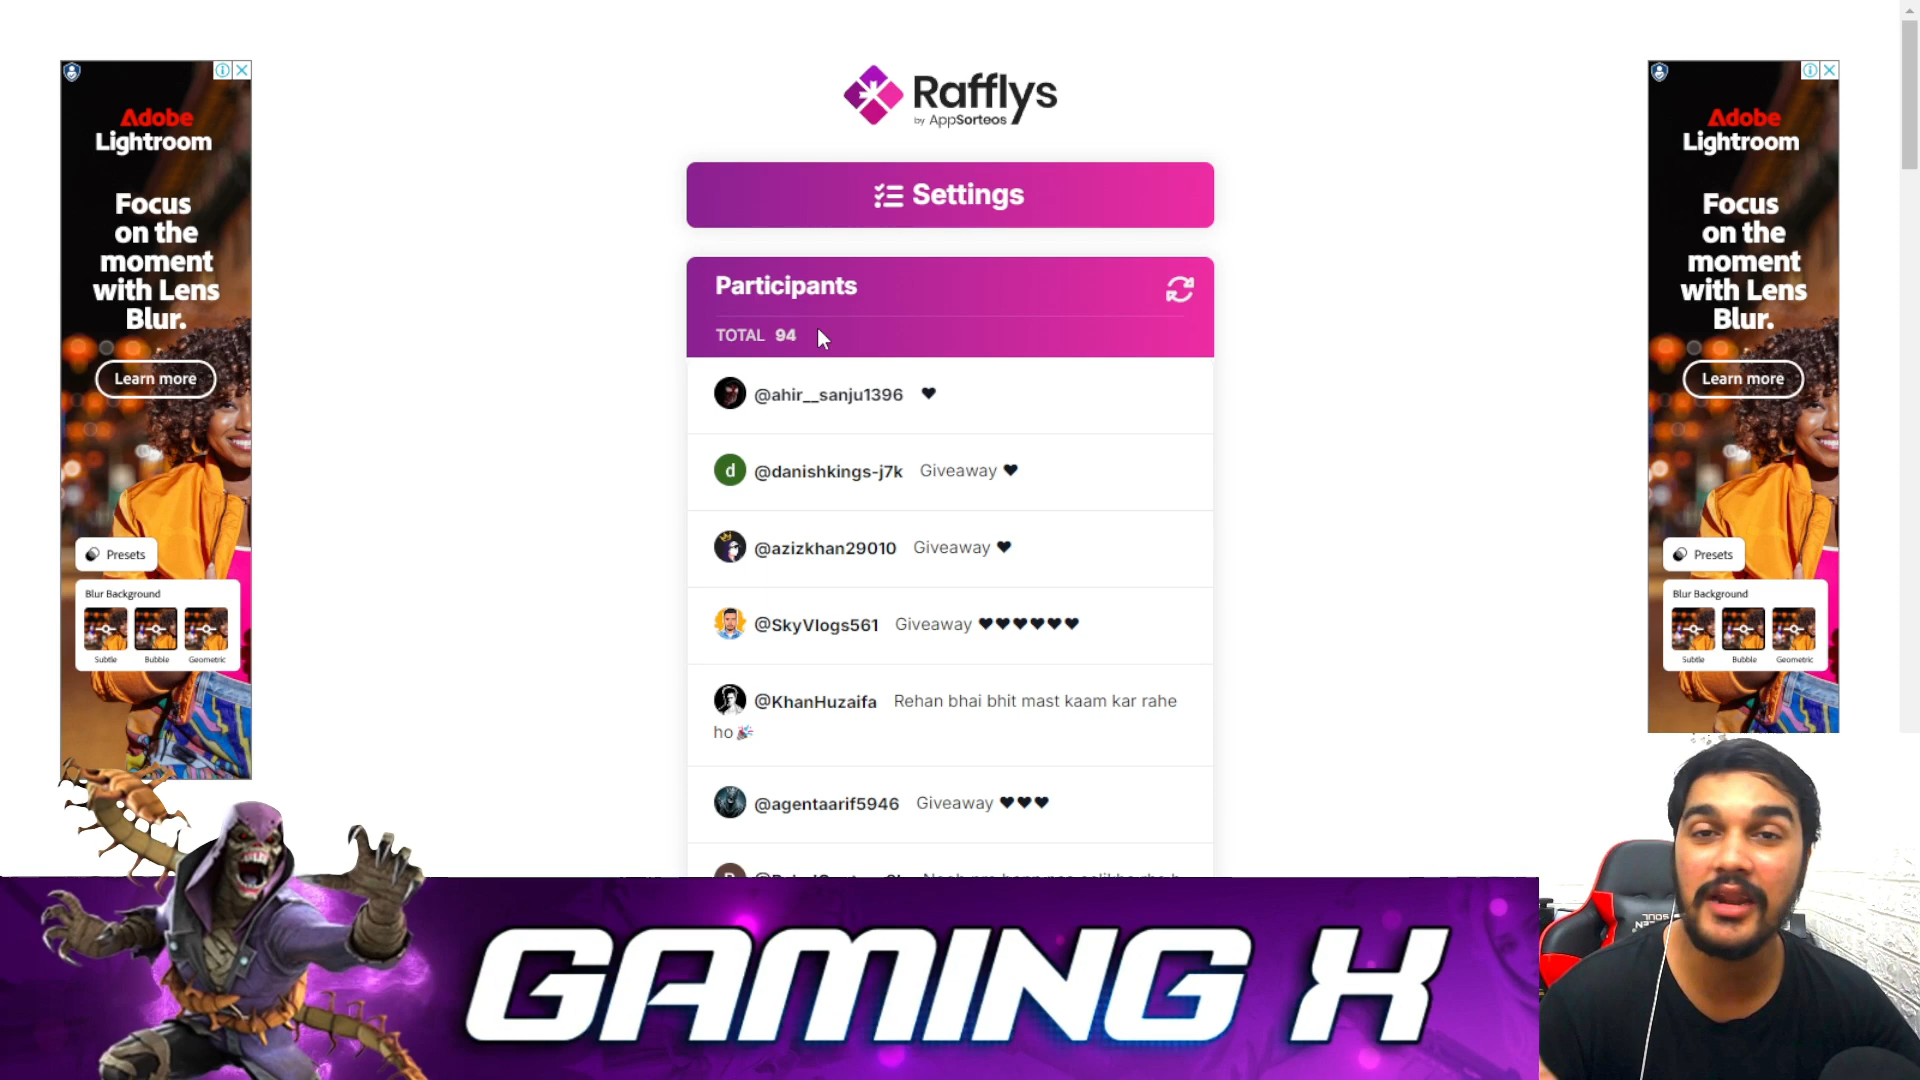 Rafflys
by AppSorteos
Settings
Participants
TOTAL 94
@ahir__sanju1396 ♥
@danishkings-j7k Giveaway ♥
@azizkhan29010 Giveaway ♥
@SkyVlogs561 Giveaway ♥♥♥♥♥♥
@KhanHuzaifa Rehan bhai bhit mast kaam kar rahe
ho 🎉
@agentaarif5946 Giveaway ♥♥♥
Adobe
Lightroom
Focus
on the
moment
with Lens
Blur.
Learn more
Presets
Blur Background
Subtle Bubble Geometric
Adobe
Lightroom
Focus
on the
moment
with Lens
Blur.
Learn more
Presets
Blur Background
Subtle Bubble Geometric
GAMING X